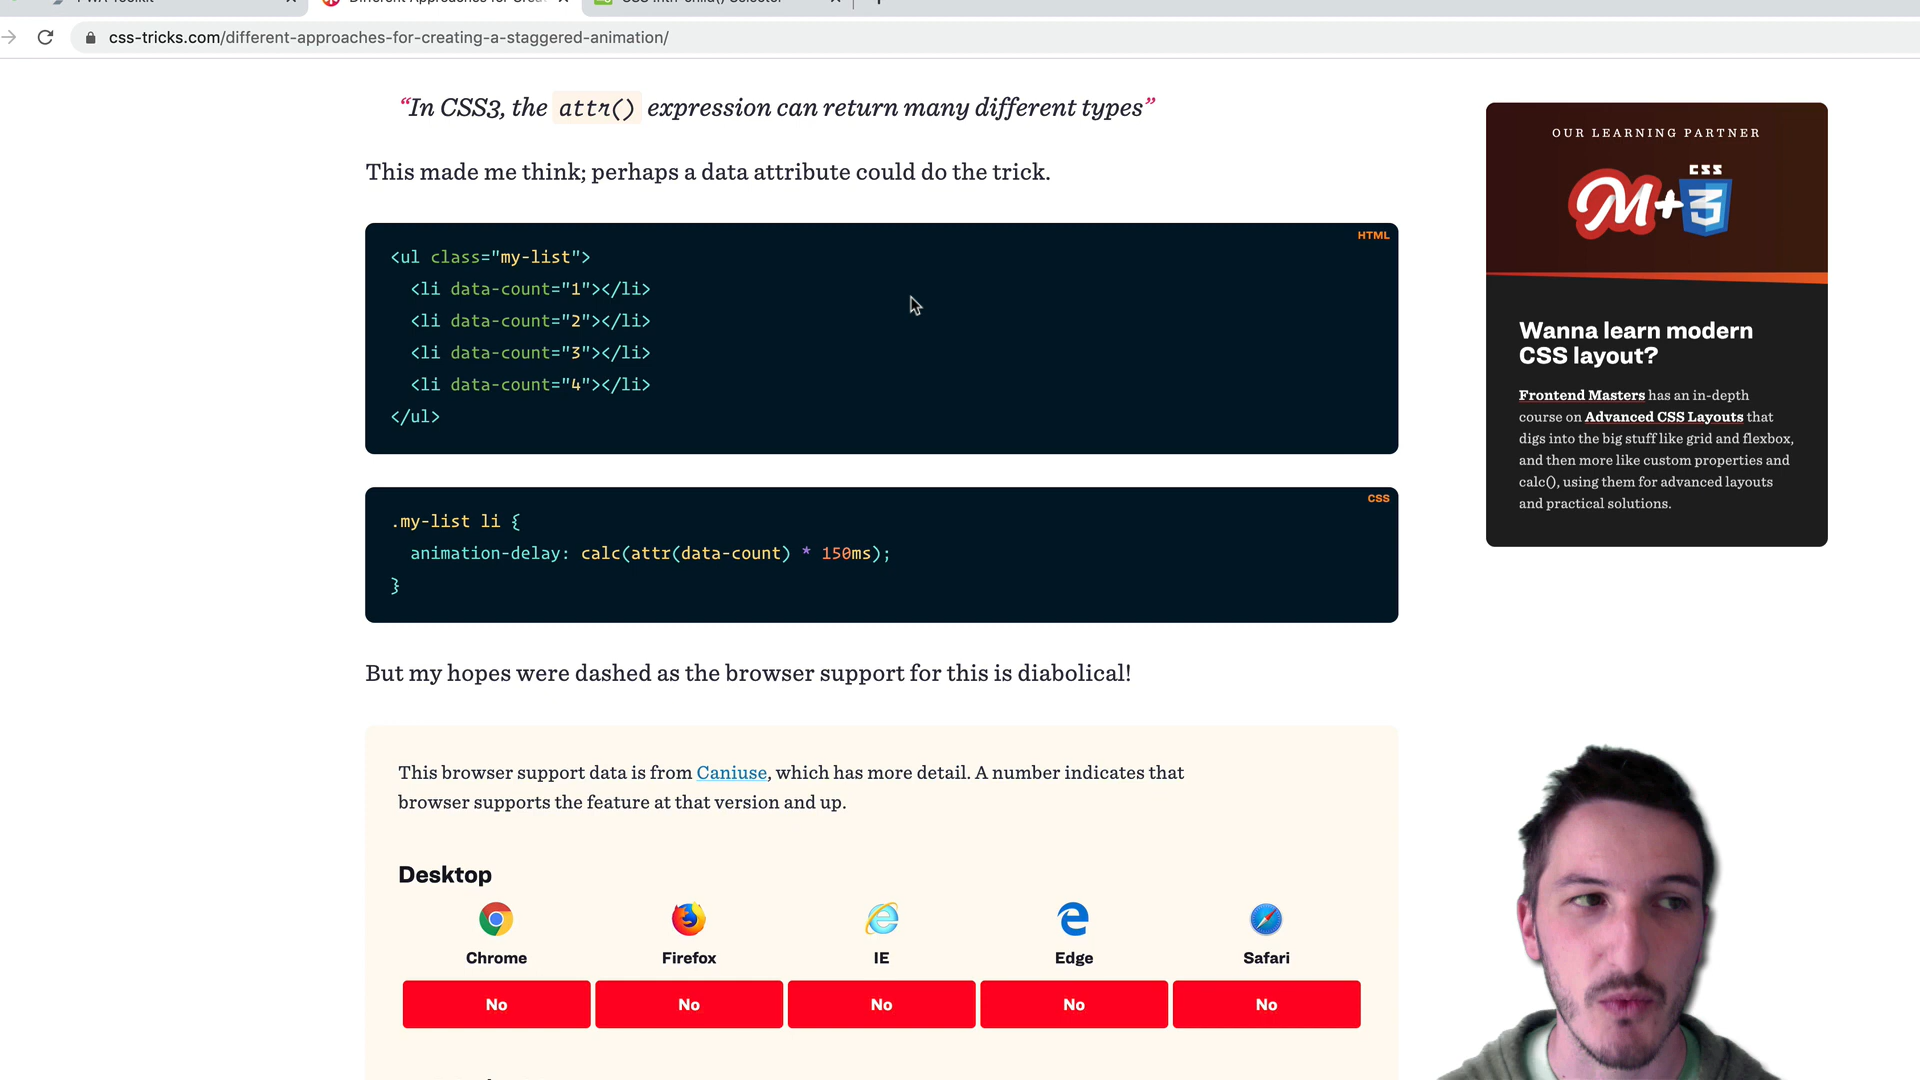 css-tricks.com/different-approaches-for-creating-a-staggered-animation/
“In CSS3, the attr() expression can return many different types”
This made me think; perhaps a data attribute could do the trick.
HTML
<ul class="my-list">
<li data-count="1"></li>
<li data-count="2"></li>
<li data-count="3"></li>
<li data-count="4"></li>
</ul>
CSS
.my-list li {
animation-delay: calc(attr(data-count) * 150ms);
}
But my hopes were dashed as the browser support for this is diabolical!
This browser support data is from Caniuse, which has more detail. A number indicates that
browser supports the feature at that version and up.
Desktop
Chrome Firefox IE Edge Safari
No No No No No
OUR LEARNING PARTNER
M+ CSS 3
Wanna learn modern
CSS layout?
Frontend Masters has an in-depth
course on Advanced CSS Layouts that
digs into the big stuff like grid and flexbox,
and then more like custom properties and
calc(), using them for advanced layouts
and practical solutions.